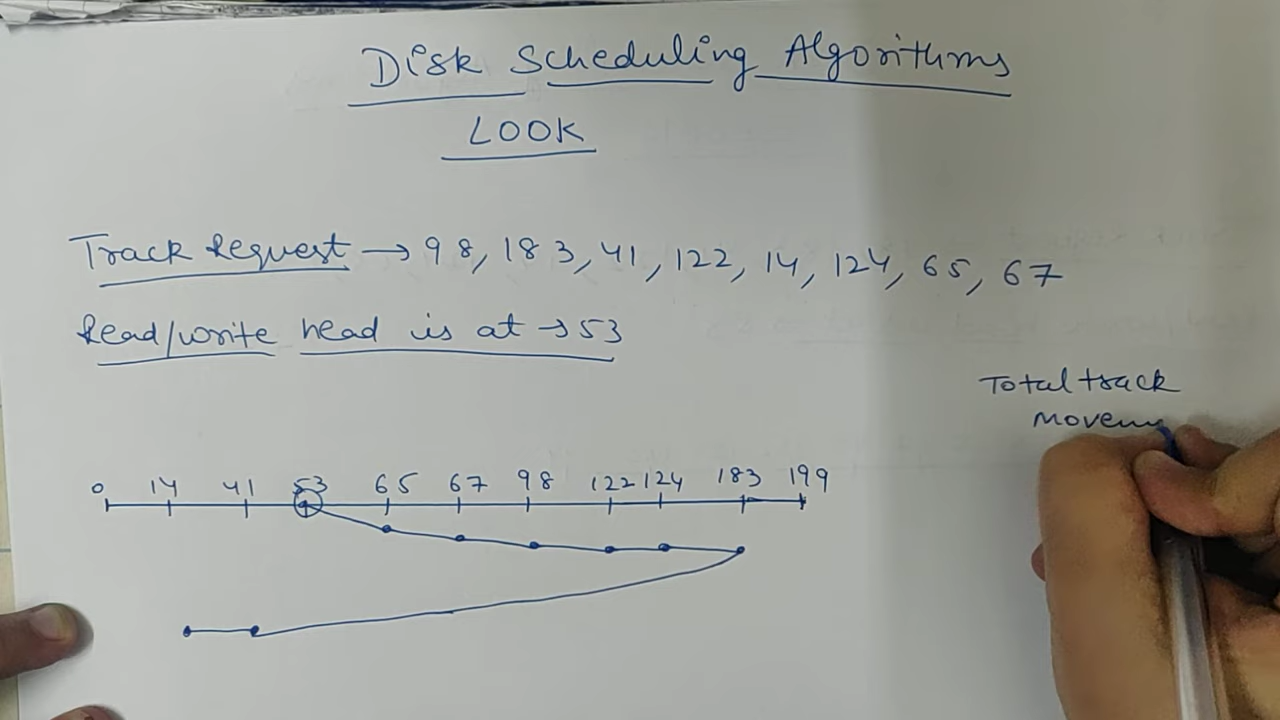 Disk Scheduling Algorithms
LOOK
Track Request → 98, 183, 41, 122, 14, 124, 65, 67
Read/write head is at → 53
Total track
0 14 41 53 65 67 98 122 124 183 199